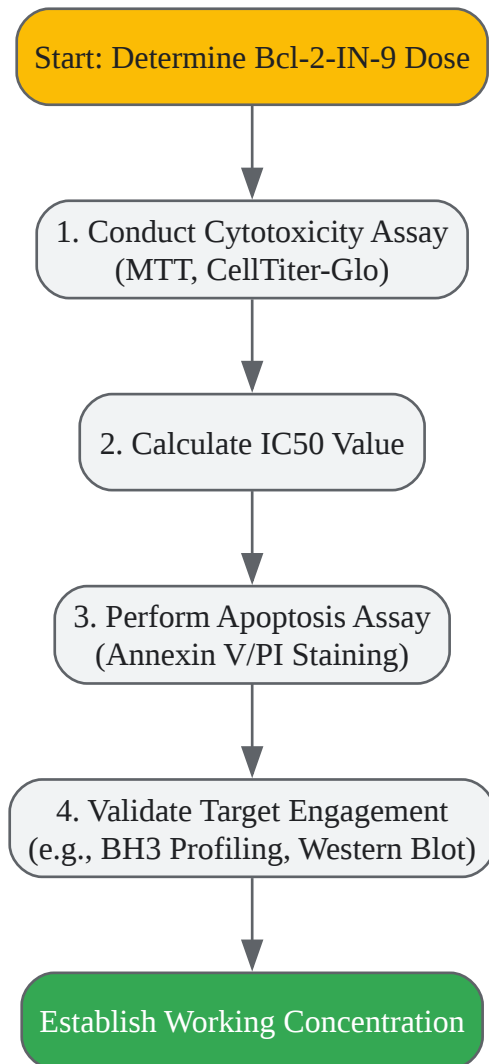 Start: Determine Bcl-2-IN-9 Dose
1. Conduct Cytotoxicity Assay
(MTT, CellTiter-Glo)
2. Calculate IC50 Value
3. Perform Apoptosis Assay
(Annexin V/PI Staining)
4. Validate Target Engagement
(e.g., BH3 Profiling, Western Blot)
Establish Working Concentration